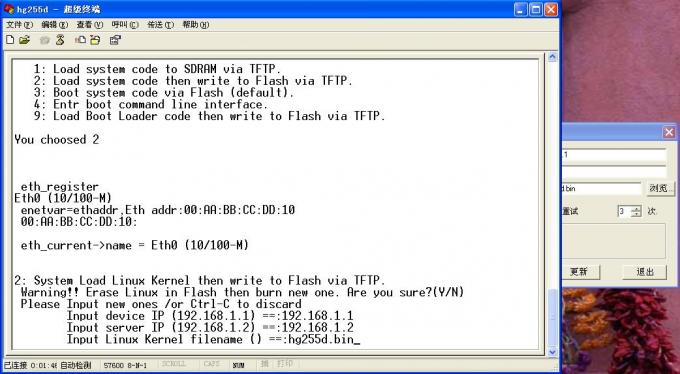 hg255d - 超级终端
文件(F) 编辑(E) 查看(V) 呼叫(C) 传送(T) 帮助(H)
1: Load system code to SDRAM via TFTP.
2: Load system code then write to Flash via TFTP.
3: Boot system code via Flash (default).
4: Entr boot command line interface.
9: Load Boot Loader code then write to Flash via TFTP.
You choosed 2
eth_register
Eth0 (10/100-M)
enetvar=ethaddr,Eth addr:00:AA:BB:CC:DD:10
00:AA:BB:CC:DD:10:
eth_current->name = Eth0 (10/100-M)
2: System Load Linux Kernel then write to Flash via TFTP.
Warning!! Erase Linux in Flash then burn new one. Are you sure?(Y/N)
Please Input new ones /or Ctrl-C to discard
Input device IP (192.168.1.1) ==:192.168.1.1
Input server IP (192.168.1.2) ==:192.168.1.2
Input Linux Kernel filename () ==:hg255d.bin_
已连接 0:01:46 自动检测 57600 8-N-1 SCROLL CAPS NUM 捕 打印
.1
d.bin 浏览...
重试 3 次.
更新 退出